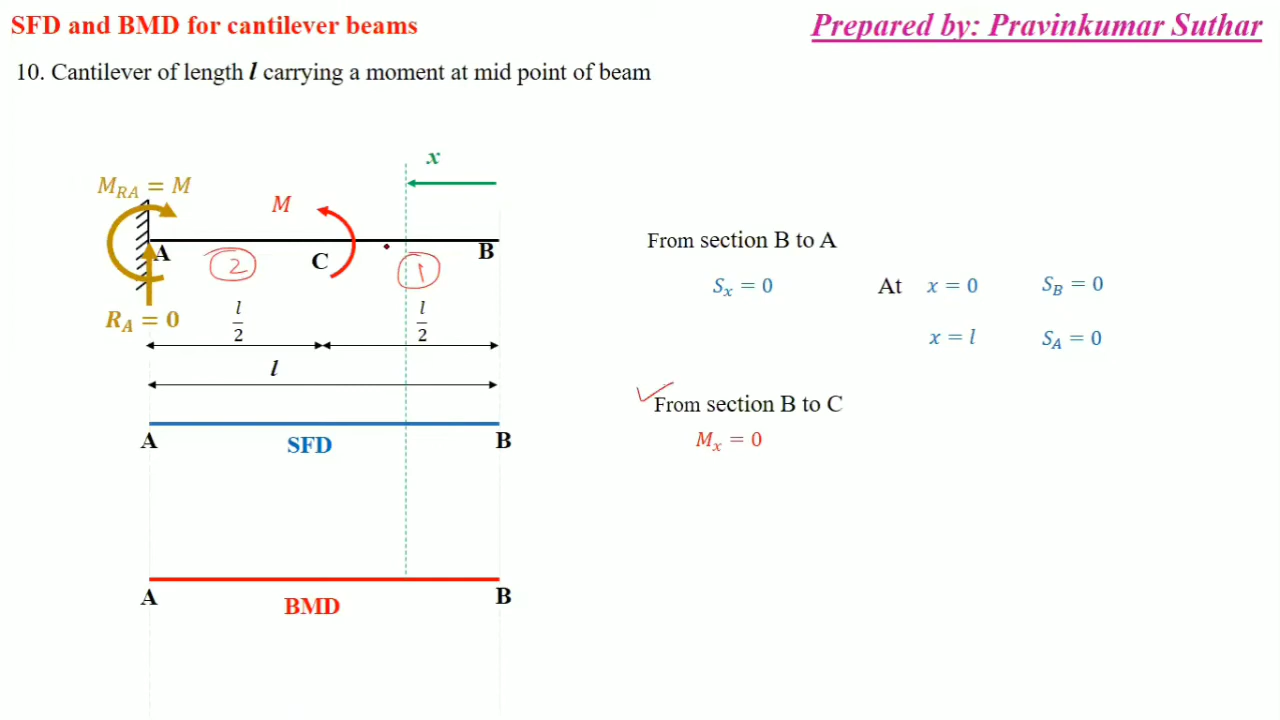 SFD and BMD for cantilever beams
Prepared by: Pravinkumar Suthar
10. Cantilever of length l carrying a moment at mid point of beam
x
M_RA = M
M
A
C
B
2
1
R_A = 0
l/2
l/2
l
From section B to A
S_x = 0
At x = 0 S_B = 0
x = l S_A = 0
From section B to C
M_x = 0
A
SFD
B
A
BMD
B